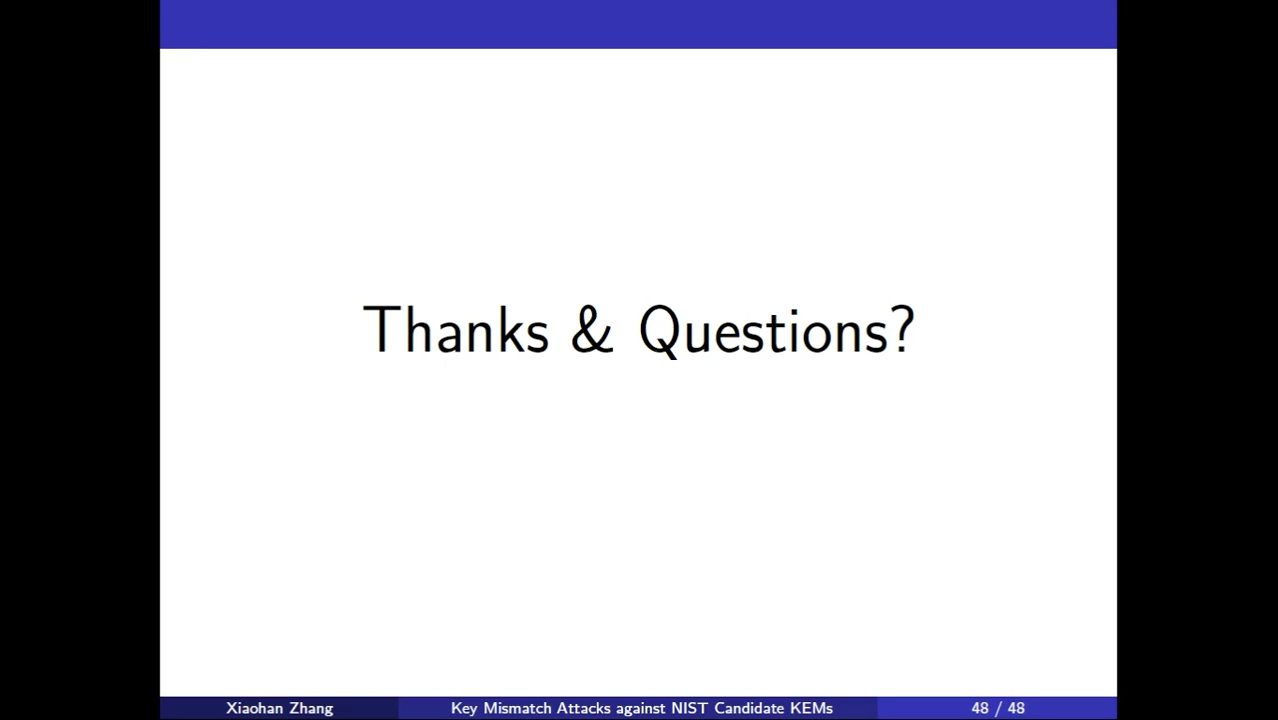 Thanks & Questions?
Xiaohan Zhang
Key Mismatch Attacks against NIST Candidate KEMs
48 / 48